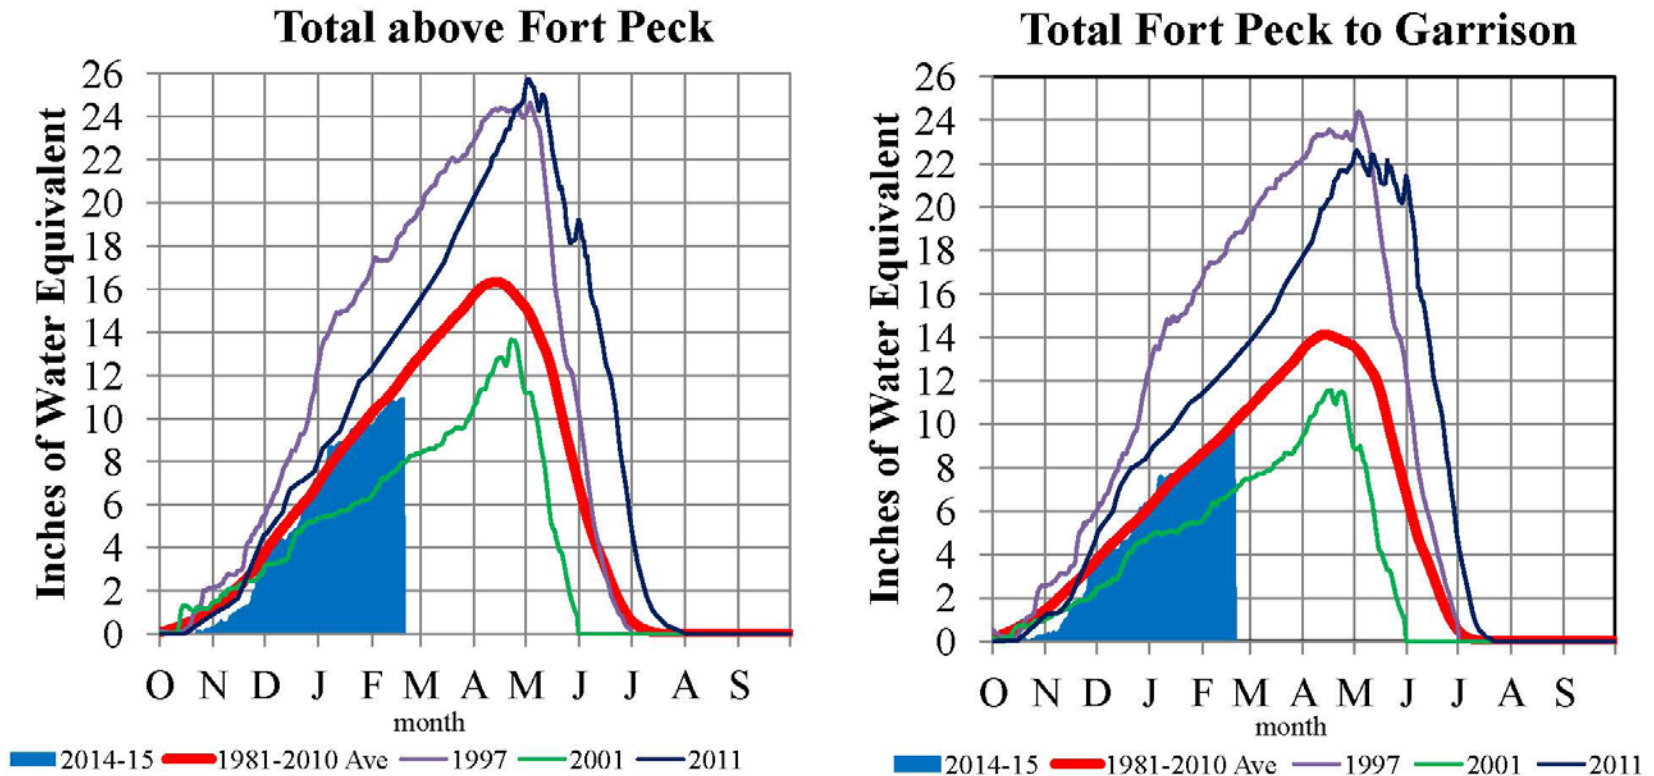 Total above Fort Peck
Inches of Water Equivalent
26
24
22
20
18
16
14
12
10
8
6
4
2
0
O N D J F M A M J J A S
month
2014-15 1981-2010 Ave 1997 2001 2011
Total Fort Peck to Garrison
Inches of Water Equivalent
26
24
22
20
18
16
14
12
10
8
6
4
2
0
O N D J F M A M J J A S
month
2014-15 1981-2010 Ave 1997 2001 2011